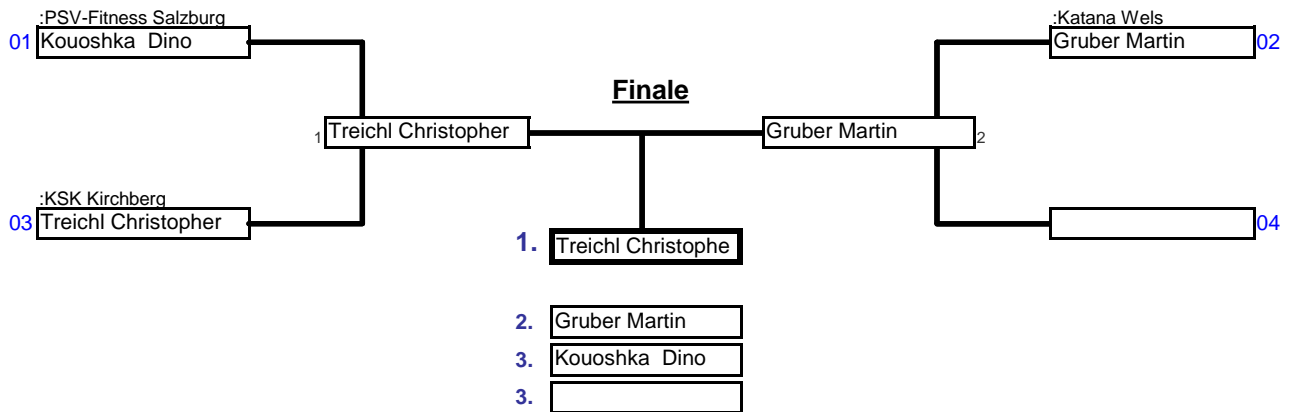 :PSV-Fitness Salzburg
:Katana Wels
01 Kouoshka Dino
Gruber Martin 02
Finale
1 Treichl Christopher
Gruber Martin 2
:KSK Kirchberg
03 Treichl Christopher
04
1. Treichl Christophe
2. Gruber Martin
3. Kouoshka Dino
3.